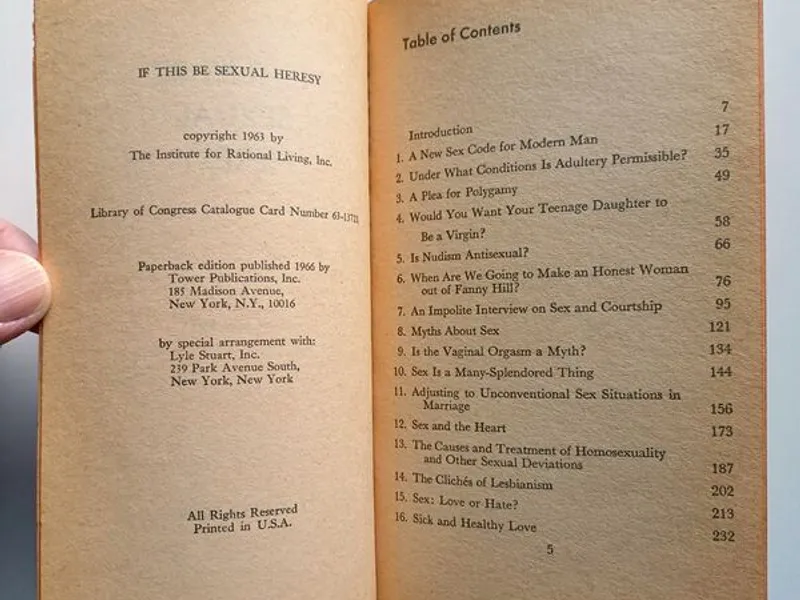 IF THIS BE SEXUAL HERESY
copyright 1963 by
The Institute for Rational Living, Inc.
Library of Congress Catalogue Card Number
Paperback edition published 1966 by
Tower Publications, Inc.
185 Madison Avenue,
New York, N.Y., 10016
by special arrangement with:
Lyle Stuart, Inc.
239 Park Avenue South,
New York, New York
All Rights Reserved
Printed in U.S.A.
Table of Contents
Introduction 7
1. A New Sex Code for Modern Man 17
2. Under What Conditions Is Adultery Permissible? 35
3. A Plea for Polygamy 49
4. Would You Want Your Teenage Daughter to
Be a Virgin? 58
5. Is Nudism Antisexual? 66
6. When Are We Going to Make an Honest Woman
out of Fanny Hill? 76
7. An Impolite Interview on Sex and Courtship 95
8. Myths About Sex 121
9. Is the Vaginal Orgasm a Myth? 134
10. Sex Is a Many-Splendored Thing 144
11. Adjusting to Unconventional Sex Situations in
Marriage 156
12. Sex and the Heart 173
13. The Causes and Treatment of Homosexuality
and Other Sexual Deviations 187
14. The Clichés of Lesbianism 202
15. Sex: Love or Hate? 213
16. Sick and Healthy Love 232
5